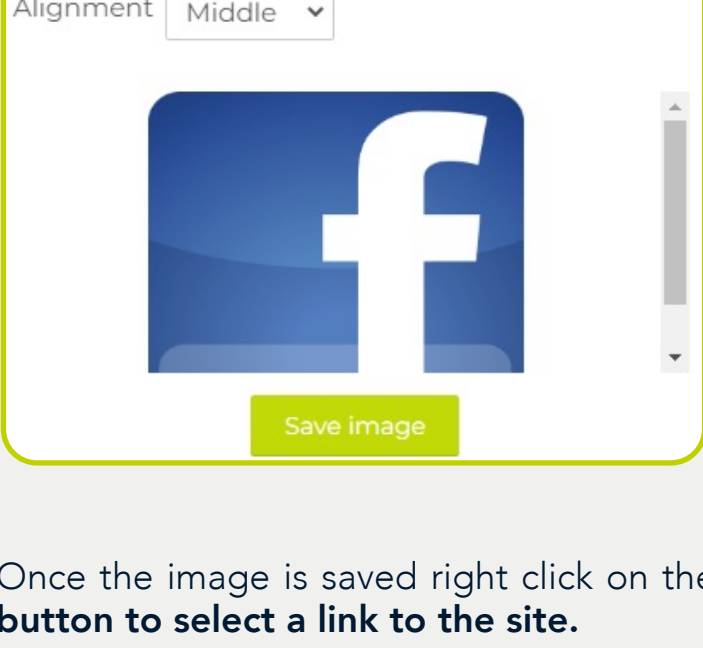 Alignment Middle
f
Save image
Once the image is saved right click on the
button to select a link to the site.